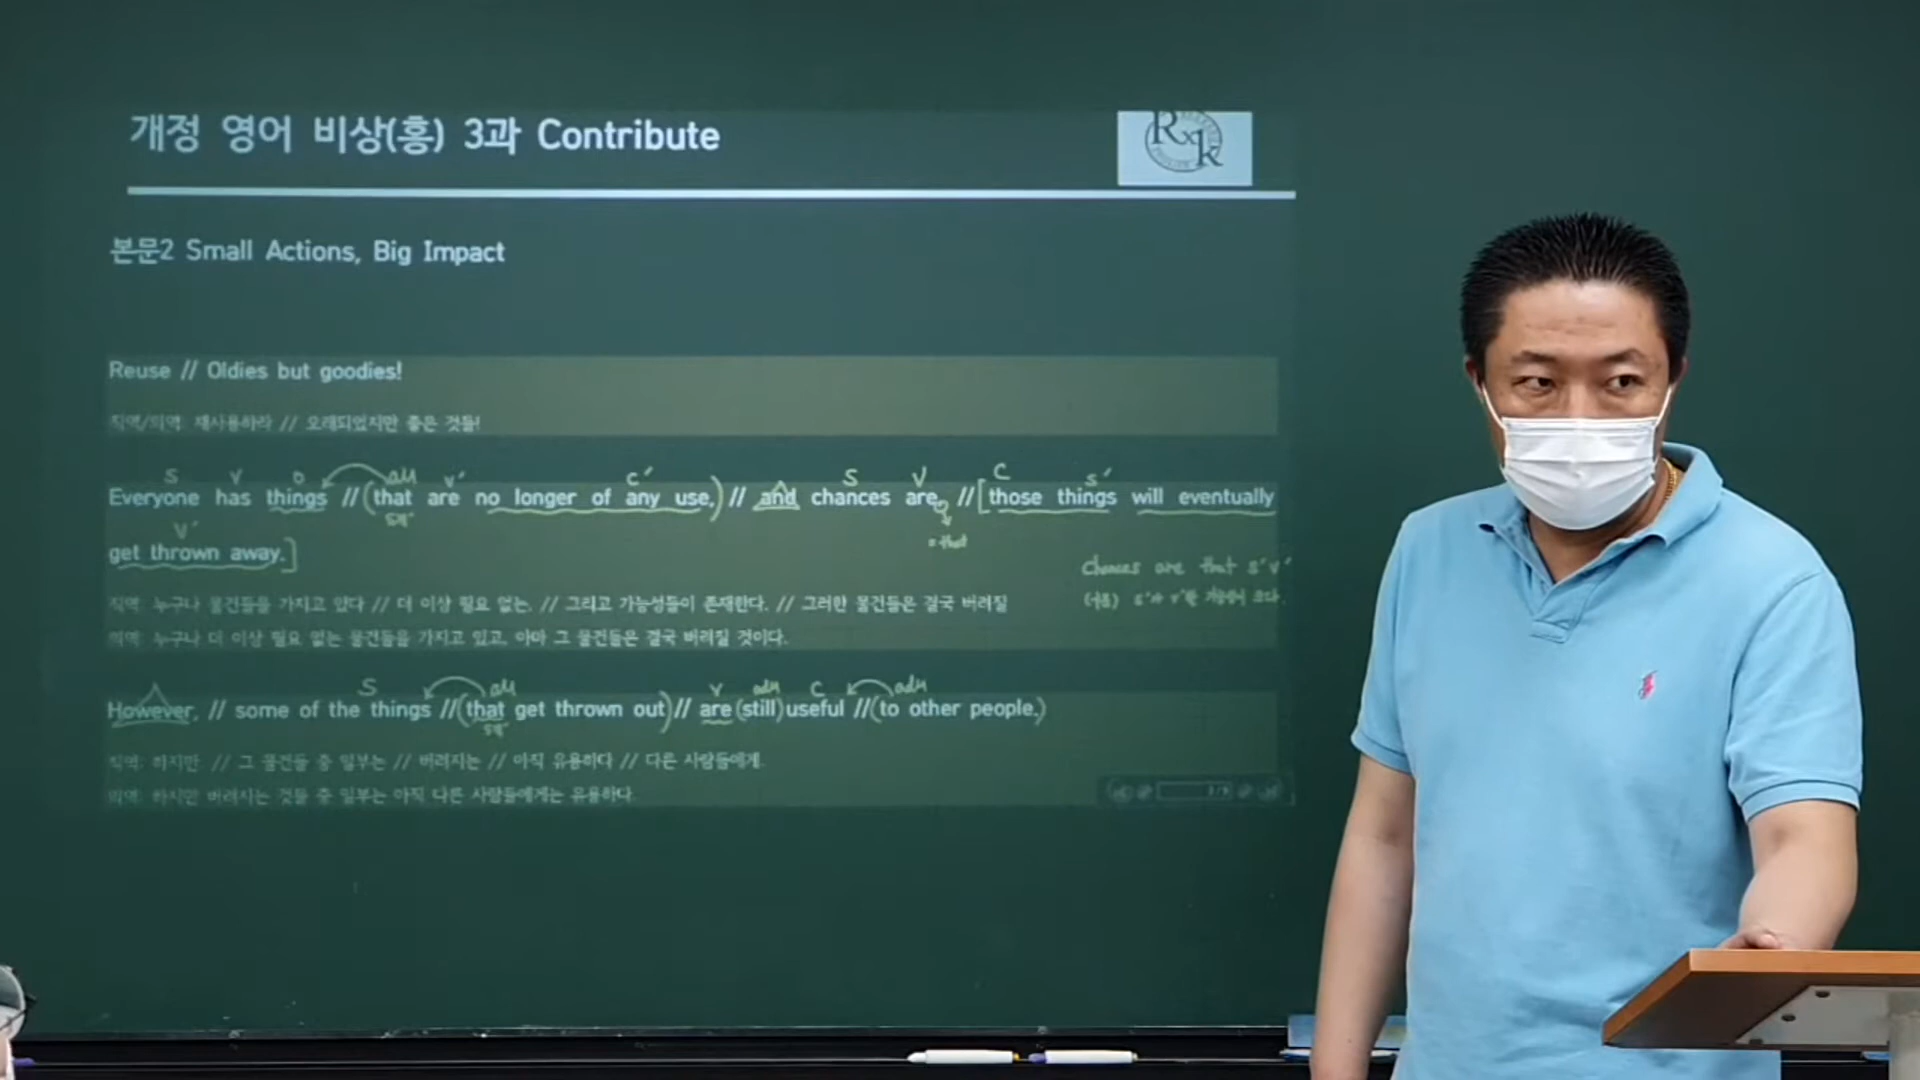 개정 영어 비상(홍) 3과 Contribute
RxK
본문2 Small Actions, Big Impact
Reuse // Oldies but goodies!
직역/의역: 재사용하라 // 오래되었지만 좋은 것들!
S V O adj V' C' S V C S'
Everyone has things // (that are no longer of any use,) // and chances are // [those things will eventually
V'
= that
get thrown away.]
Chances are that S' V'
직역: 누구나 물건들을 가지고 있다 // 더 이상 필요 없는, // 그리고 가능성들이 존재한다. // 그러한 물건들은 결국 버려질
의역: 누구나 더 이상 필요 없는 물건들을 가지고 있고, 아마 그 물건들은 결국 버려질 것이다.
S adj V adv C adv
However, // some of the things // (that get thrown out) // are (still) useful // (to other people.)
직역: 하지만 // 그 물건들 중 일부는 // 버려지는 // 아직 유용하다 // 다른 사람들에게.
의역: 하지만 버려지는 것들 중 일부는 아직 다른 사람들에게는 유용하다.